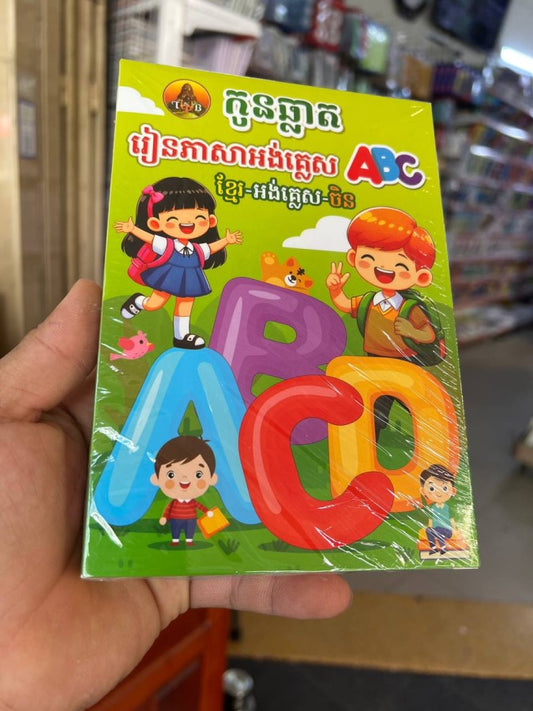 កូនឆ្លាត
រៀនភាសាអង់គ្លេស ABC
ខ្មែរ-អង់គ្លេស-ចិន
A B C D